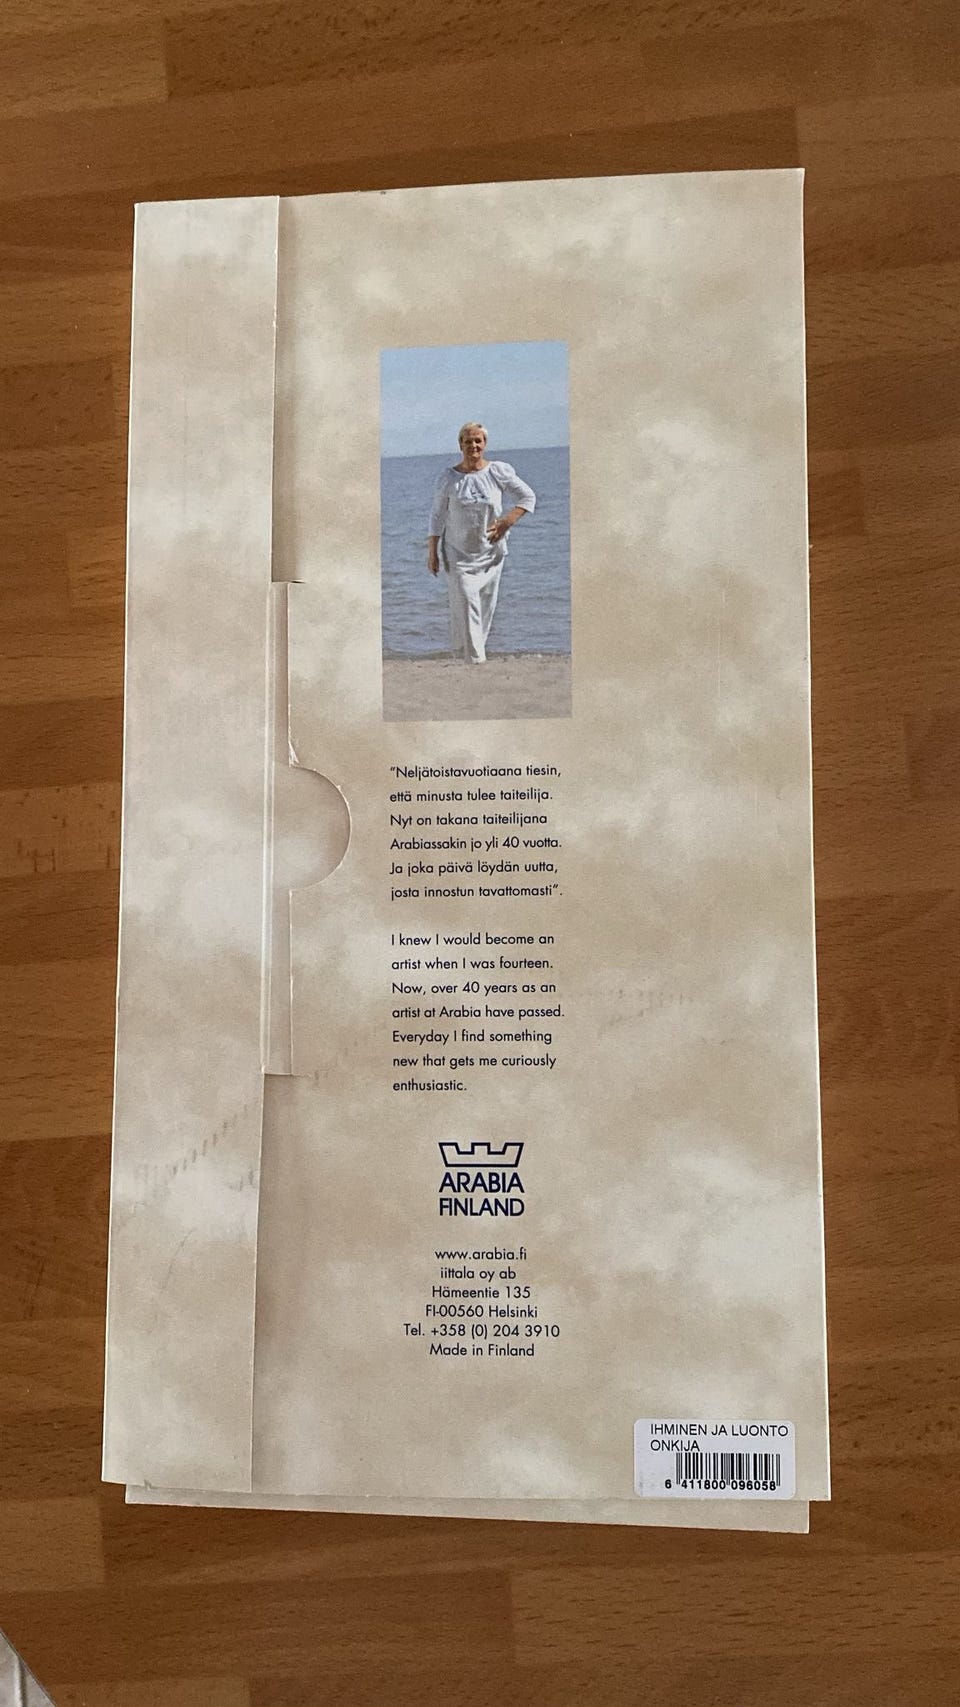 "Neljätoistavuotiaana tiesin,
että minusta tulee taiteilija.
Nyt on takana taiteilijana
Arabiassakin jo yli 40 vuotta.
Ja joka päivä löydän uutta,
josta innostun tavattomasti".
I knew I would become an
artist when I was fourteen.
Now, over 40 years as an
artist at Arabia have passed.
Everyday I find something
new that gets me curiously
enthusiastic.
ARABIA
FINLAND
www.arabia.fi
iittala oy ab
Hämeentie 135
FI-00560 Helsinki
Tel. +358 (0) 204 3910
Made in Finland
IHMINEN JA LUONTO
ONKIJA
6 411800 096058